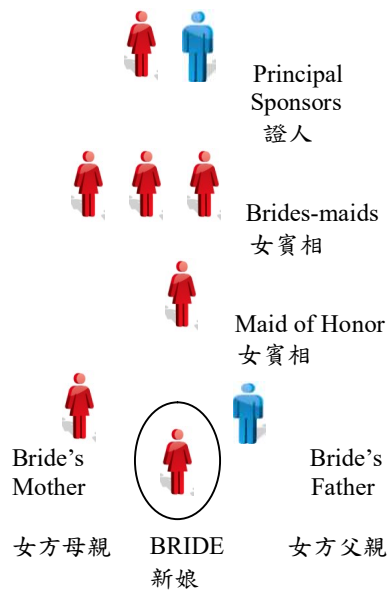 Principal
Sponsors
證人
Brides-maids
女賓相
Maid of Honor
女賓相
Bride’s
Mother
Bride’s
Father
女方母親
BRIDE
女方父親
新娘